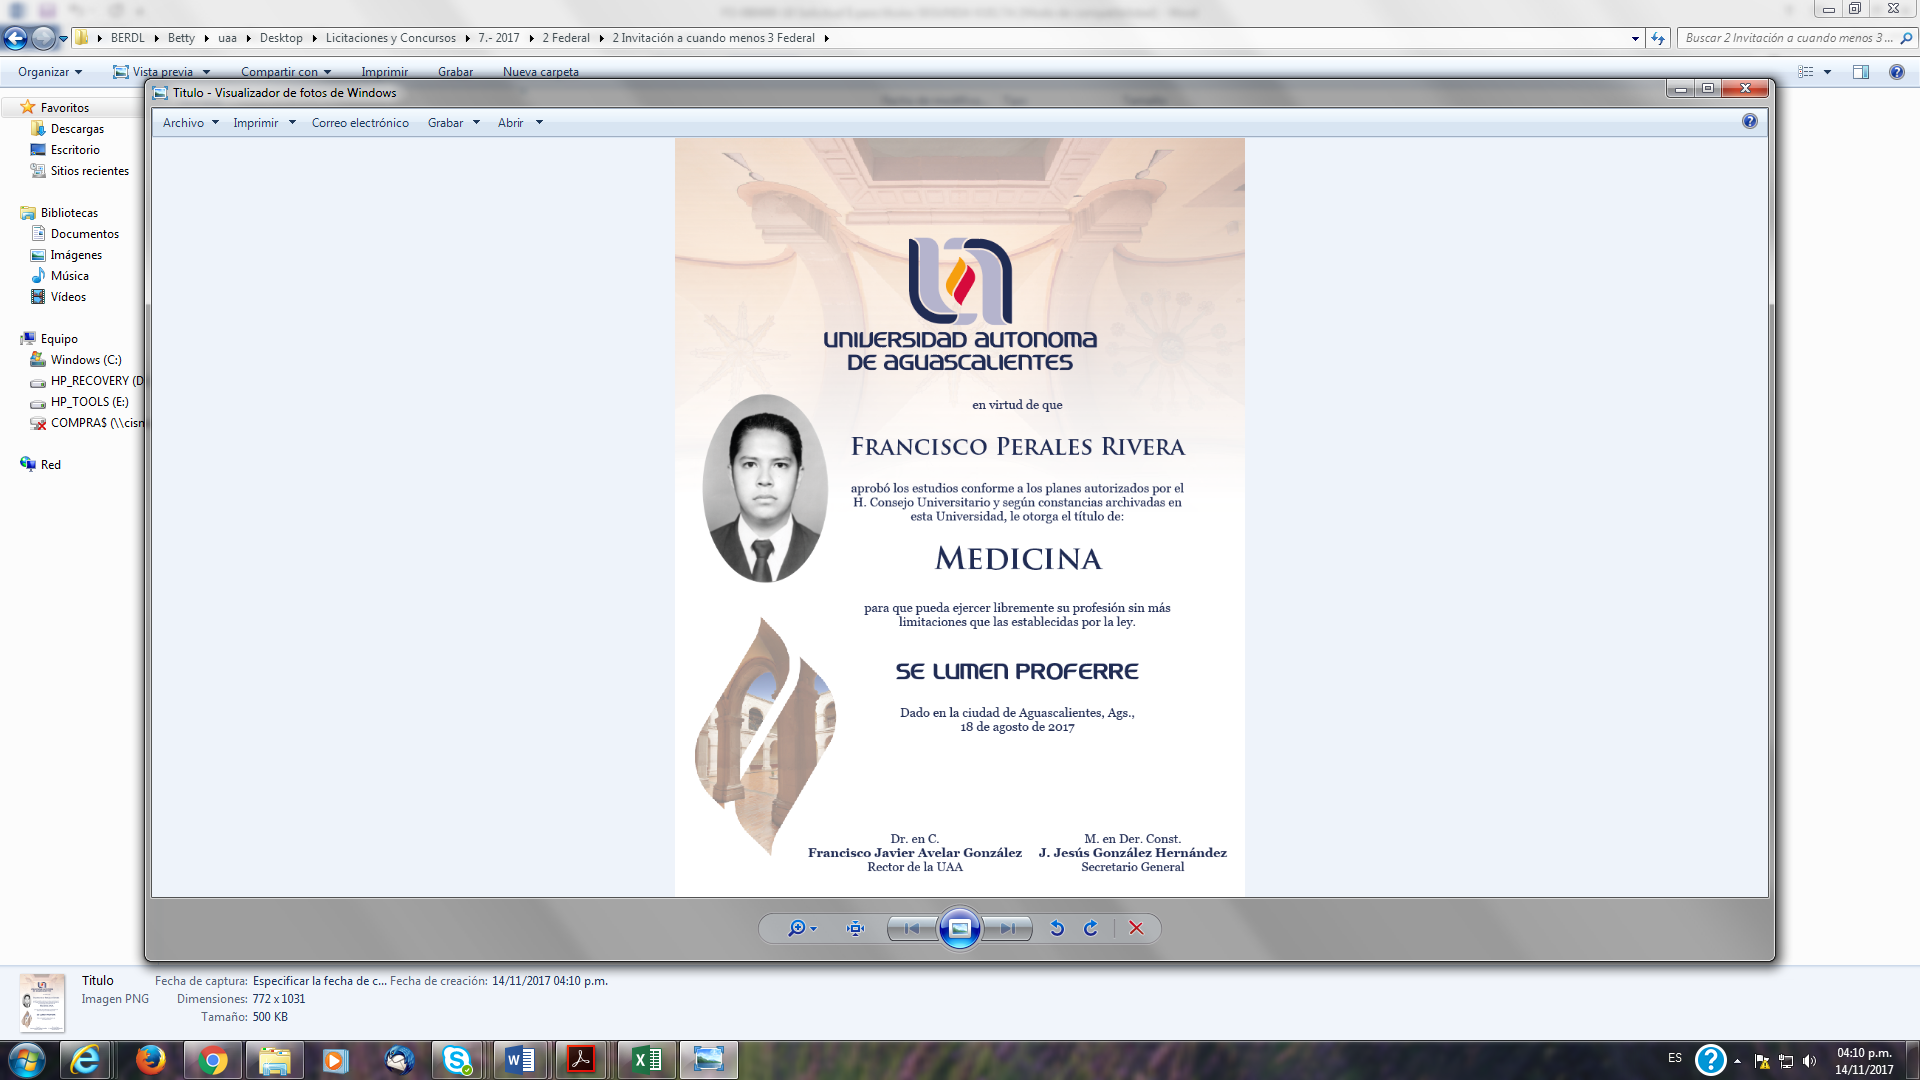 BERDL Betty uaa Desktop Licitaciones y Concursos 7.- 2017 2 Federal 2 Invitación a cuando menos 3 Federal
Buscar 2 Invitación a cuando menos 3 ...
Organizar Vista previa Compartir con Imprimir Grabar Nueva carpeta
Favoritos
Descargas
Escritorio
Sitios recientes
Bibliotecas
Documentos
Imágenes
Música
Vídeos
Equipo
Windows (C:)
HP_RECOVERY (D
HP_TOOLS (E:)
COMPRA$ (\\cisn
Red
Titulo - Visualizador de fotos de Windows
Archivo Imprimir Correo electrónico Grabar Abrir
UNIVERSIDAD AUTONOMA
DE AGUASCALIENTES
en virtud de que
FRANCISCO PERALES RIVERA
aprobó los estudios conforme a los planes autorizados por el
H. Consejo Universitario y según constancias archivadas en
esta Universidad, le otorga el título de:
MEDICINA
para que pueda ejercer libremente su profesión sin más
limitaciones que las establecidas por la ley.
SE LUMEN PROFERRE
Dado en la ciudad de Aguascalientes, Ags.,
18 de agosto de 2017
Dr. en C.
Francisco Javier Avelar González
Rector de la UAA
M. en Der. Const.
J. Jesús González Hernández
Secretario General
Titulo
Imagen PNG
Fecha de captura: Especificar la fecha de c... Fecha de creación: 14/11/2017 04:10 p.m.
Dimensiones: 772 x 1031
Tamaño: 500 KB
ES
04:10 p.m.
14/11/2017